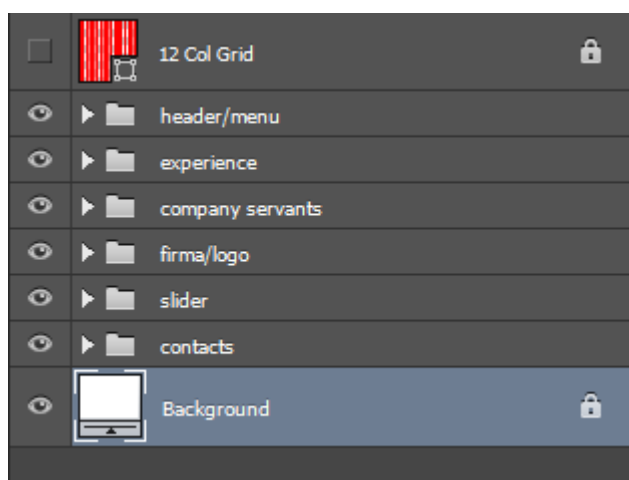 12 Col Grid
header/menu
experience
company servants
firma/logo
slider
contacts
Background